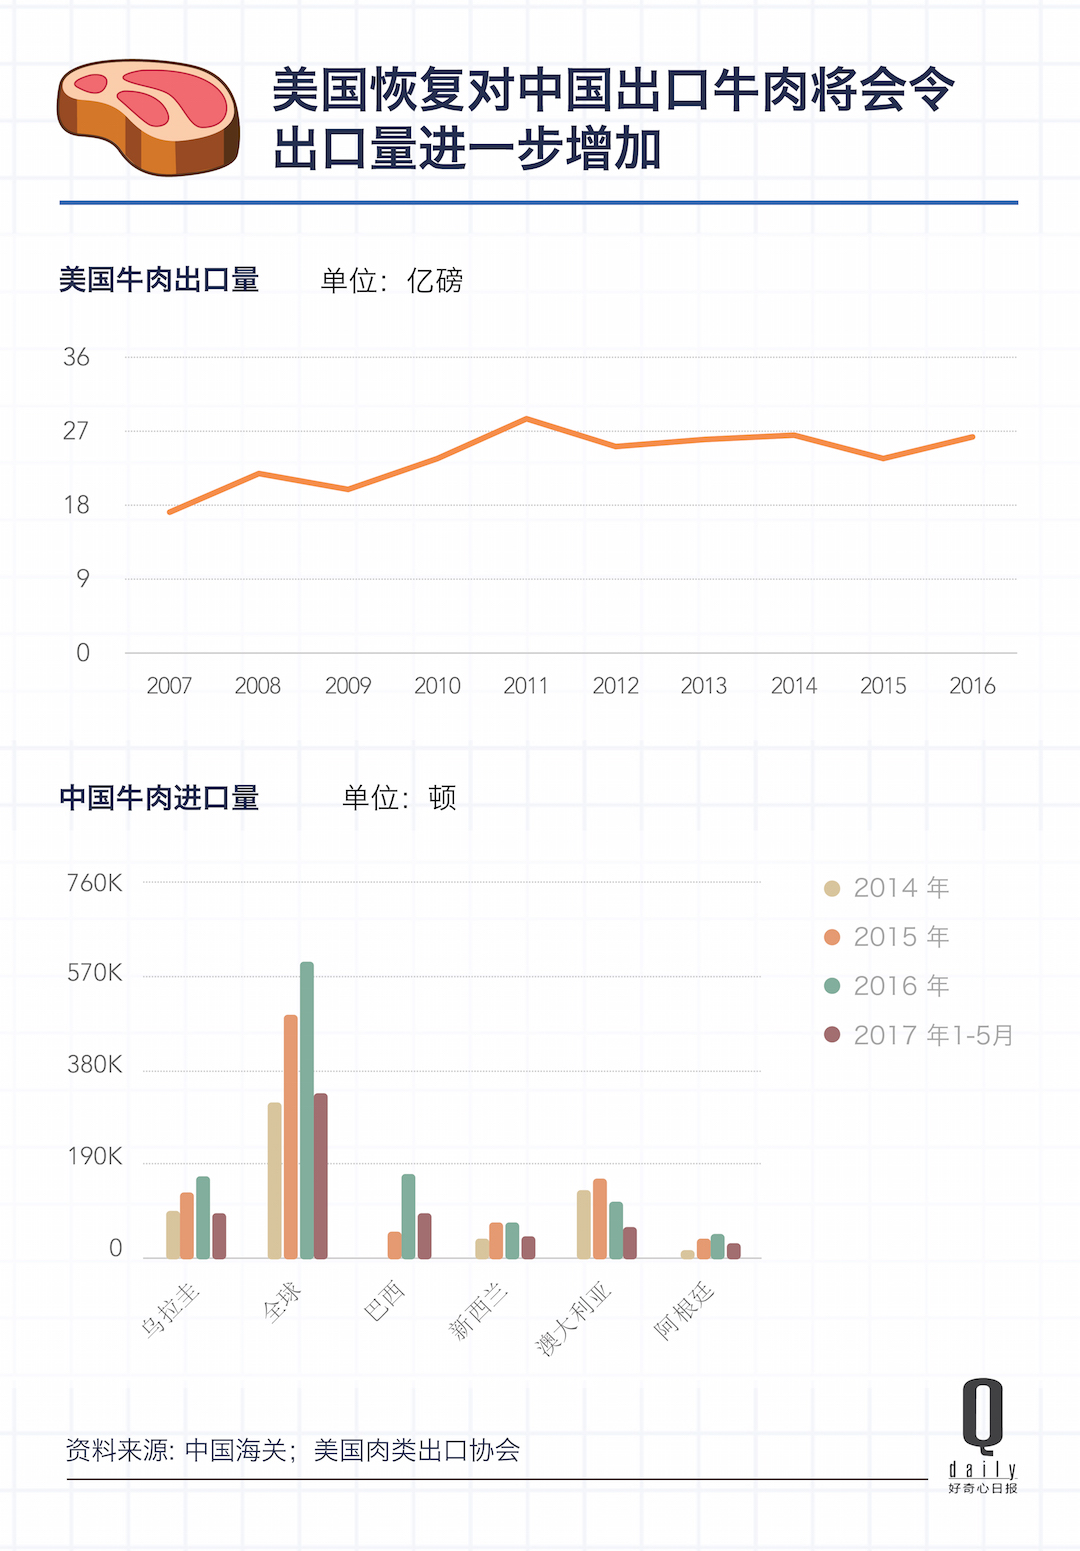 美国恢复对中国出口牛肉将会令
出口量进一步增加
美国牛肉出口量 单位：亿磅
36
27
18
9
0
2007 2008 2009 2010 2011 2012 2013 2014 2015 2016
中国牛肉进口量 单位：顿
760K
570K
380K
190K
0
2014 年
2015 年
2016 年
2017 年1-5月
乌拉圭 全球 巴西 新西兰 澳大利亚 阿根廷
资料来源: 中国海关；美国肉类出口协会
Q
daily
好奇心日报